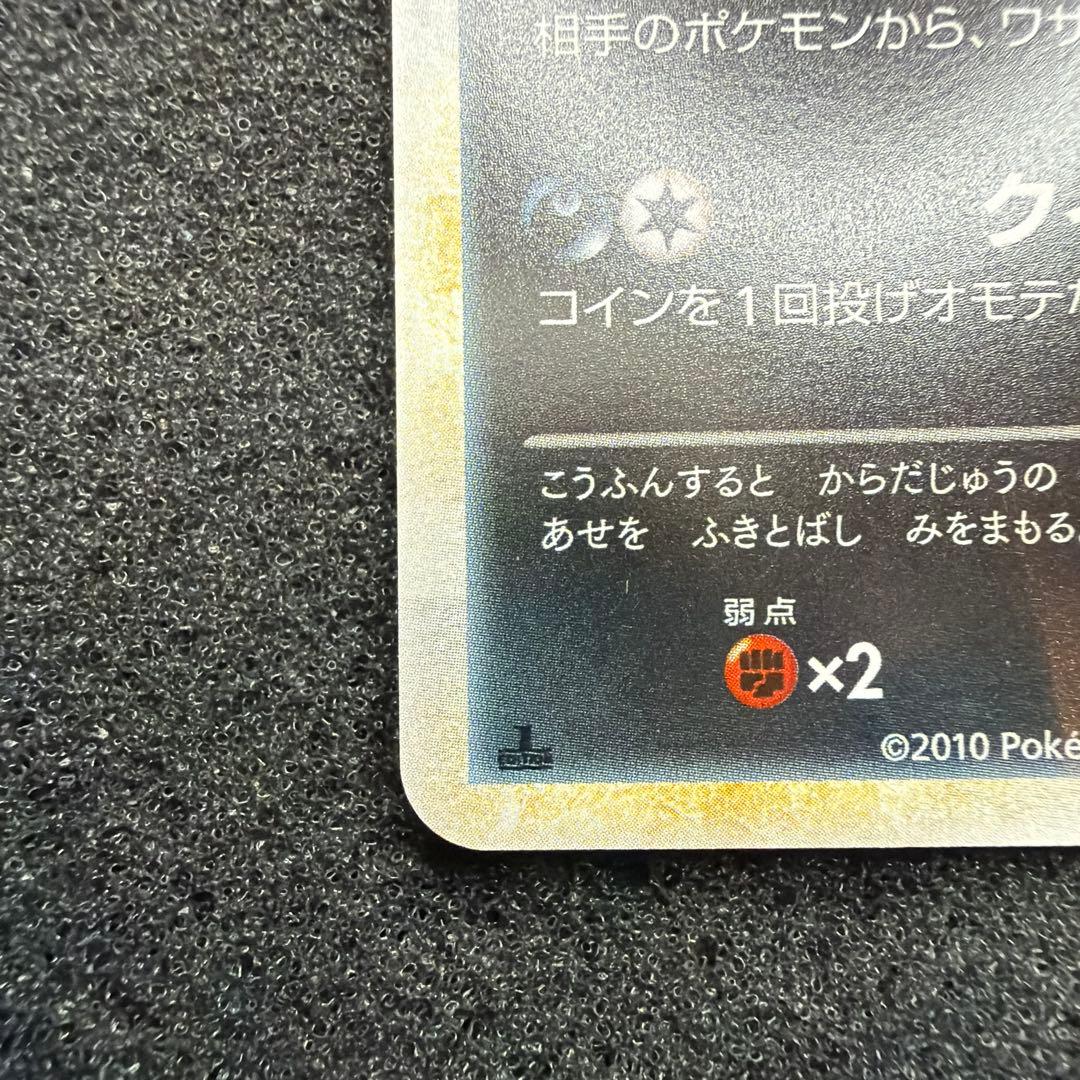 相手のポケモンから、ワザ
ク
コインを1回投げオモテ
こうふんすると からだじゅうの
あせを ふきとばし みをまもる
弱点
×2
1
EDITION
©2010 Poké